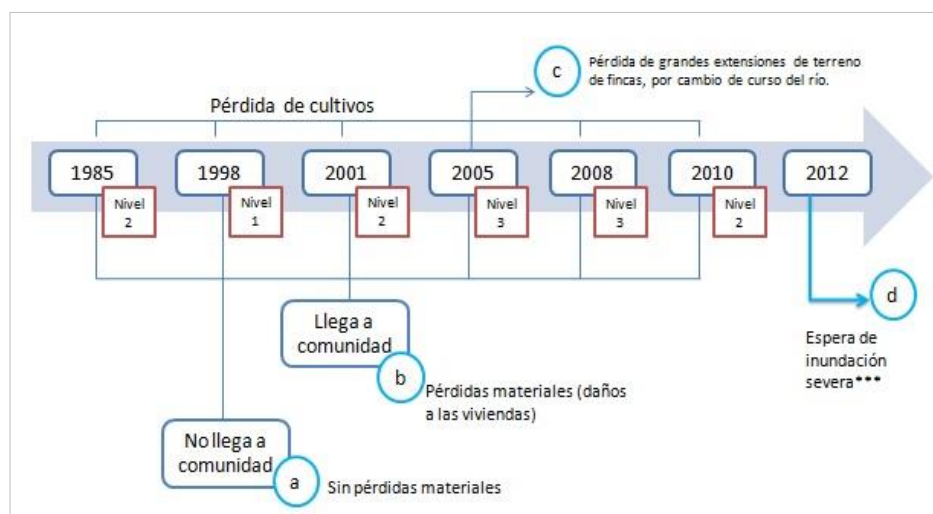 c
Pérdida de grandes extensiones de terreno
de fincas, por cambio de curso del río.
Pérdida de cultivos
1985
1998
2001
2005
2008
2010
2012
Nivel
2
Nivel
1
Nivel
2
Nivel
3
Nivel
3
Nivel
2
d
Llega a
comunidad
Espera de
inundación
severa***
b
Pérdidas materiales (daños
a las viviendas)
No llega a
comunidad
a
Sin pérdidas materiales